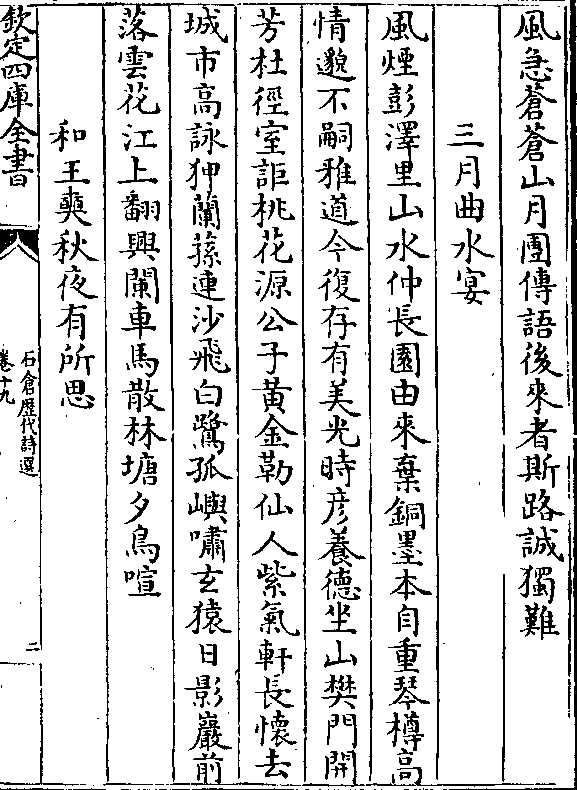 風急蒼蒼山月團傳語後來者斯路誠獨難
三月曲水宴
風煙彭澤里山水仲長園由來棄銅墨本自重琴樽高
情邈不嗣雅道今復存有美光時彦養德坐山樊門開
芳杜徑室距桃花源公子黄金勒仙人紫氣軒長懷去
城市高詠狎蘭蓀連沙飛白鷺孤嶼嘯玄猿日影巖前
落雲花江上翻興闌車馬散林塘夕鳥喧
和王奭秋夜有所思
欽定四庫全書
石倉歷代詩選
卷十九
二